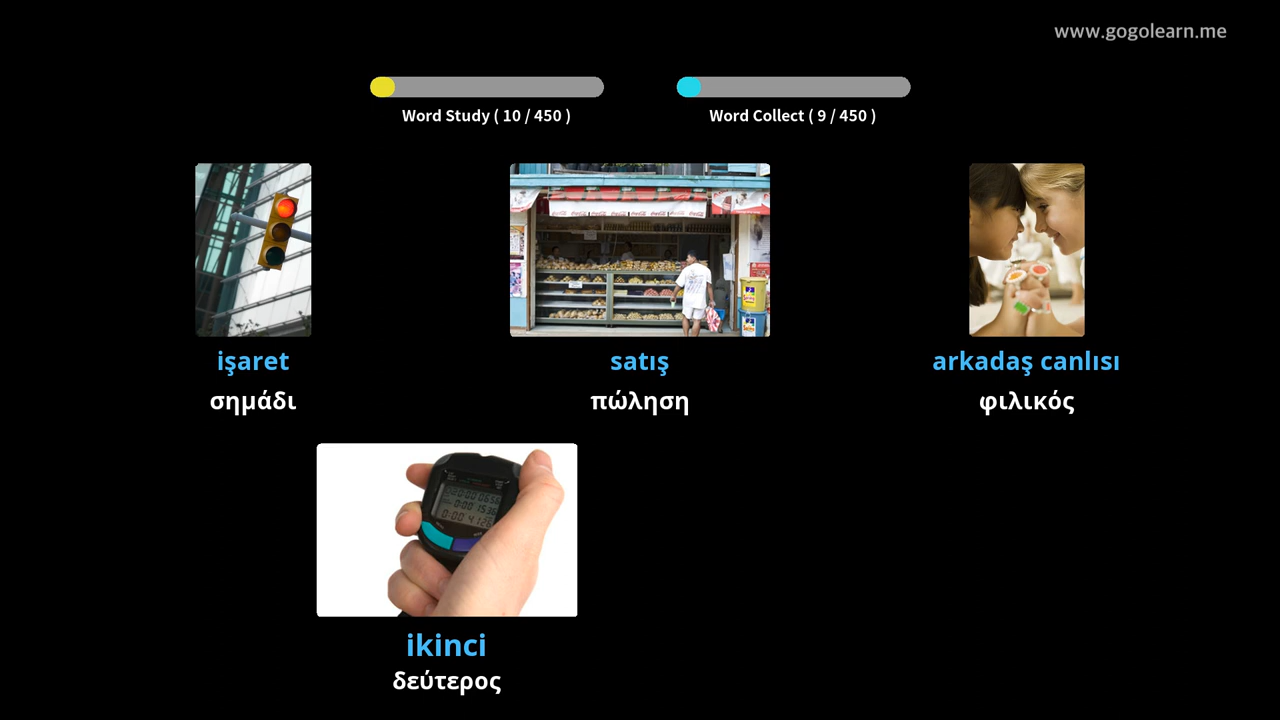 www.gogolearn.me
Word Study ( 10 / 450 )
Word Collect ( 9 / 450 )
işaret
satış
arkadaş canlısı
σημάδι
πώληση
φιλικός
ikinci
δεύτερος